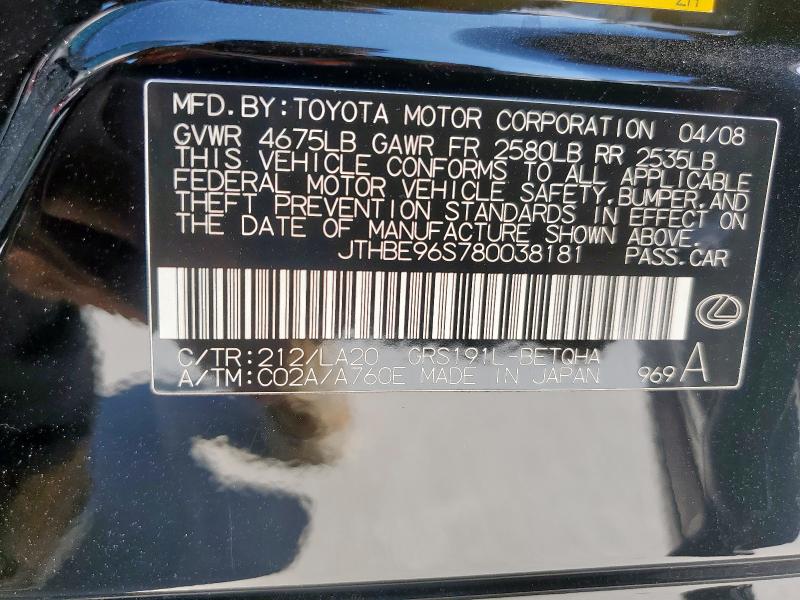 MFD.BY:TOYOTA MOTOR CORPORATION 04/08
GVWR 4675LB GAWR FR 2580LB RR 2535LB
THIS VEHICLE CONFORMS TO ALL APPLICABLE
FEDERAL MOTOR VEHICLE SAFETY,BUMPER,AND
THEFT PREVENTION STANDARDS IN EFFECT ON
THE DATE OF MANUFACTURE SHOWN ABOVE.
JTHBE96S780038181 PASS.CAR
C/TR:212/LA20 GRS191L-BETQHA
A/TM:C02A/A760E MADE IN JAPAN 969 A